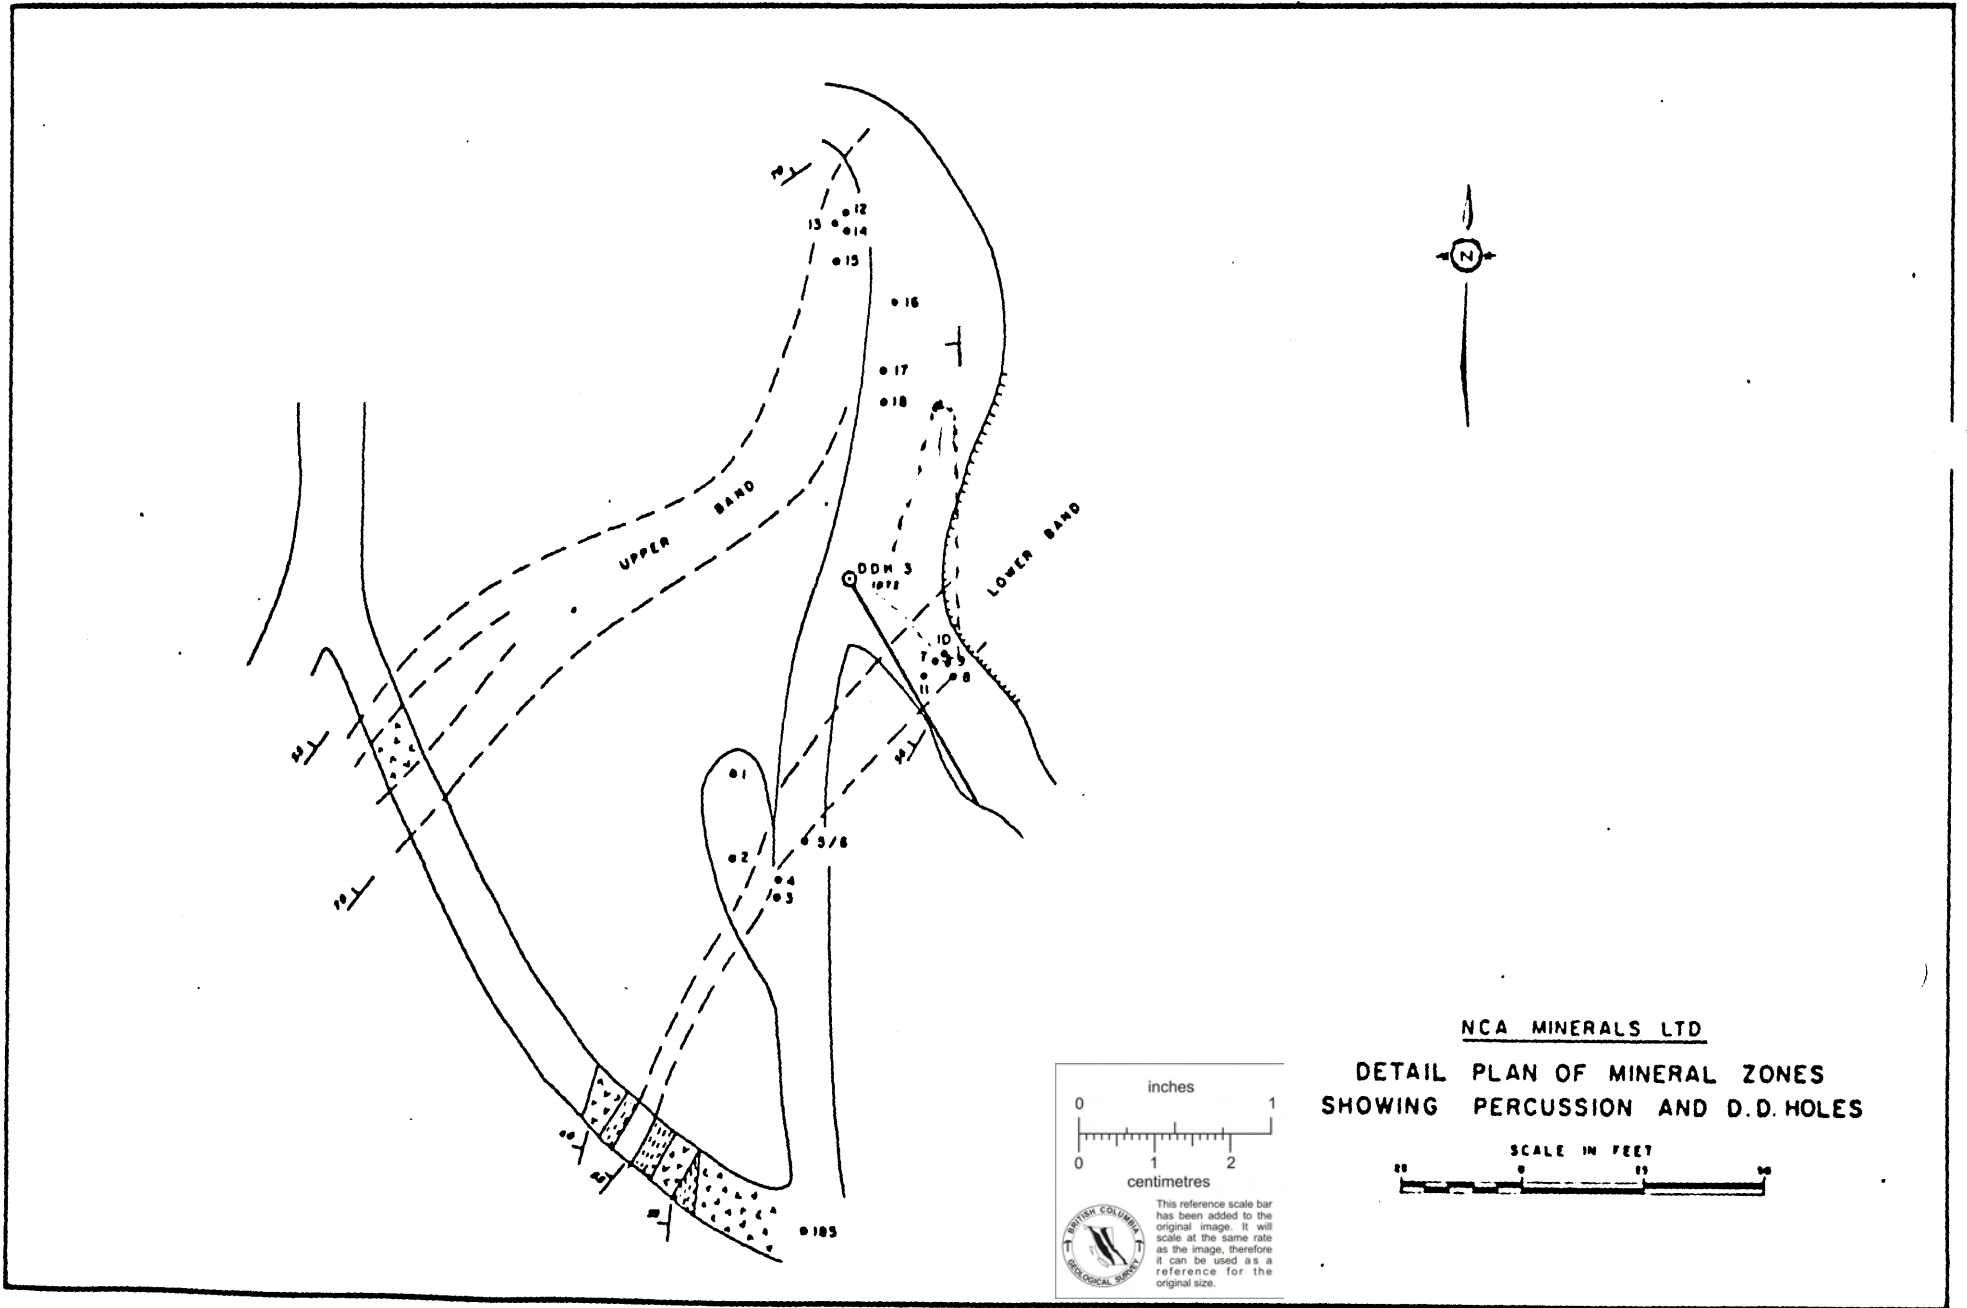 12
13
14
15
16
N
17
18
UPPER BAND
LOWER BAND
DDH 3
1972
10
7
9
8
11
1
2
5/6
4
3
70
185
NCA MINERALS LTD
DETAIL PLAN OF MINERAL ZONES
SHOWING PERCUSSION AND D.D. HOLES
SCALE IN FEET
0
inches
0 1
0 1 2
centimetres
BRITISH COLUMBIA
GEOLOGICAL SURVEY
This reference scale bar
has been added to the
original image. It will
scale at the same rate
as the image, therefore
it can be used as a
reference for the
original size.